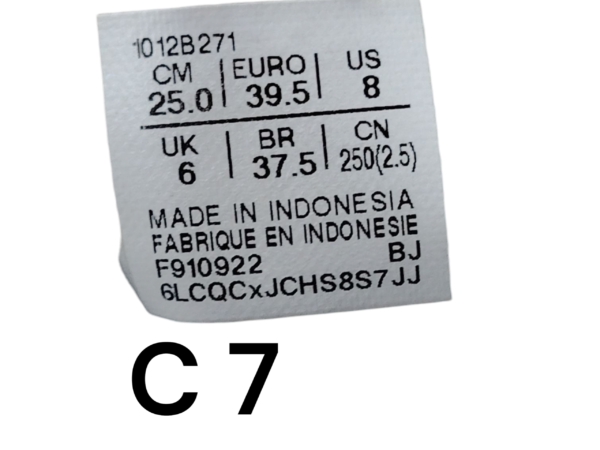 1012B271
CM | EURO | US
25.0 | 39.5 | 8
UK | BR | CN
6 | 37.5 | 250(2.5)
MADE IN INDONESIA
FABRIQUE EN INDONESIE
F910922 BJ
6LCQCxJCHS8S7JJ
C 7